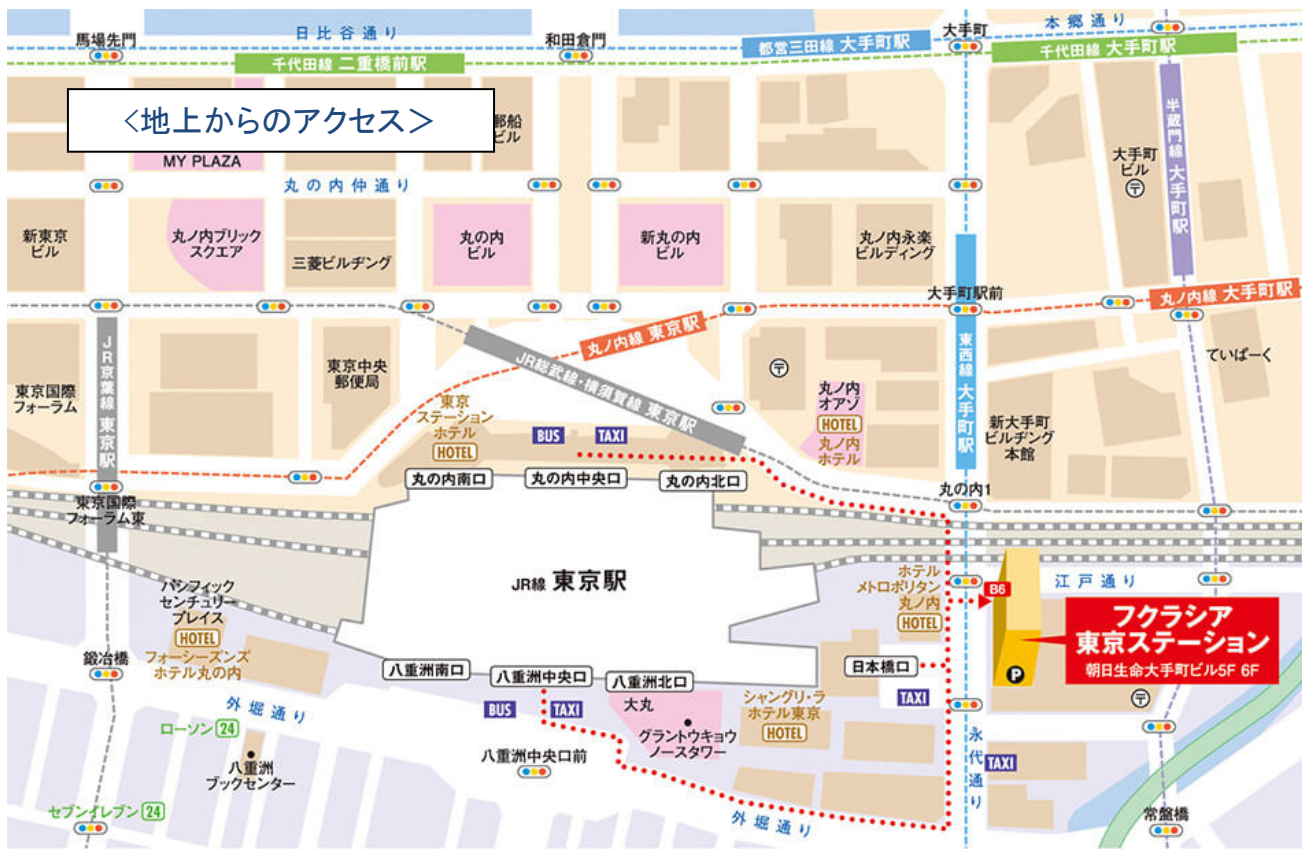 日比谷通り
本郷通り
馬場先門
和田倉門
大手町
都営三田線 大手町駅
千代田線 二重橋前駅
千代田線 大手町駅
<地上からのアクセス>
郵船
ビル
半蔵門線 大手町駅
大手町
ビル
〒
MY PLAZA
丸の内仲通り
新東京
ビル
丸ノ内ブリック
スクエア
三菱ビルヂング
丸の内
ビル
新丸の内
ビル
丸ノ内永楽
ビルディング
大手町駅前
丸ノ内線 大手町駅
丸ノ内線 東京駅
JR京葉線 東京駅
JR総武線・横須賀線 東京駅
東西線 大手町駅
ていぱーく
東京国際
フォーラム
東京中央
郵便局
〒
東京
ステーション
ホテル
HOTEL
BUS
TAXI
丸ノ内
オアゾ
HOTEL
丸ノ内
ホテル
新大手町
ビルヂング
本館
丸の内南口
丸の内中央口
丸の内北口
丸の内1
東京国際
フォーラム東
JR線 東京駅
パシフィック
センチュリー
プレイス
HOTEL
フォーシーズンズ
ホテル丸の内
ホテル
メトロポリタン
丸ノ内
HOTEL
B6
江戸通り
フクラシア
東京ステーション
朝日生命大手町ビル5F 6F
P
〒
鍛冶橋
八重洲南口
八重洲中央口
八重洲北口
日本橋口
BUS
TAXI
TAXI
大丸
グラントウキョウ
ノースタワー
シャングリ・ラ
ホテル東京
HOTEL
外堀通り
ローソン 24
八重洲
ブックセンター
八重洲中央口前
永代通り
TAXI
セブンイレブン 24
外堀通り
常盤橋